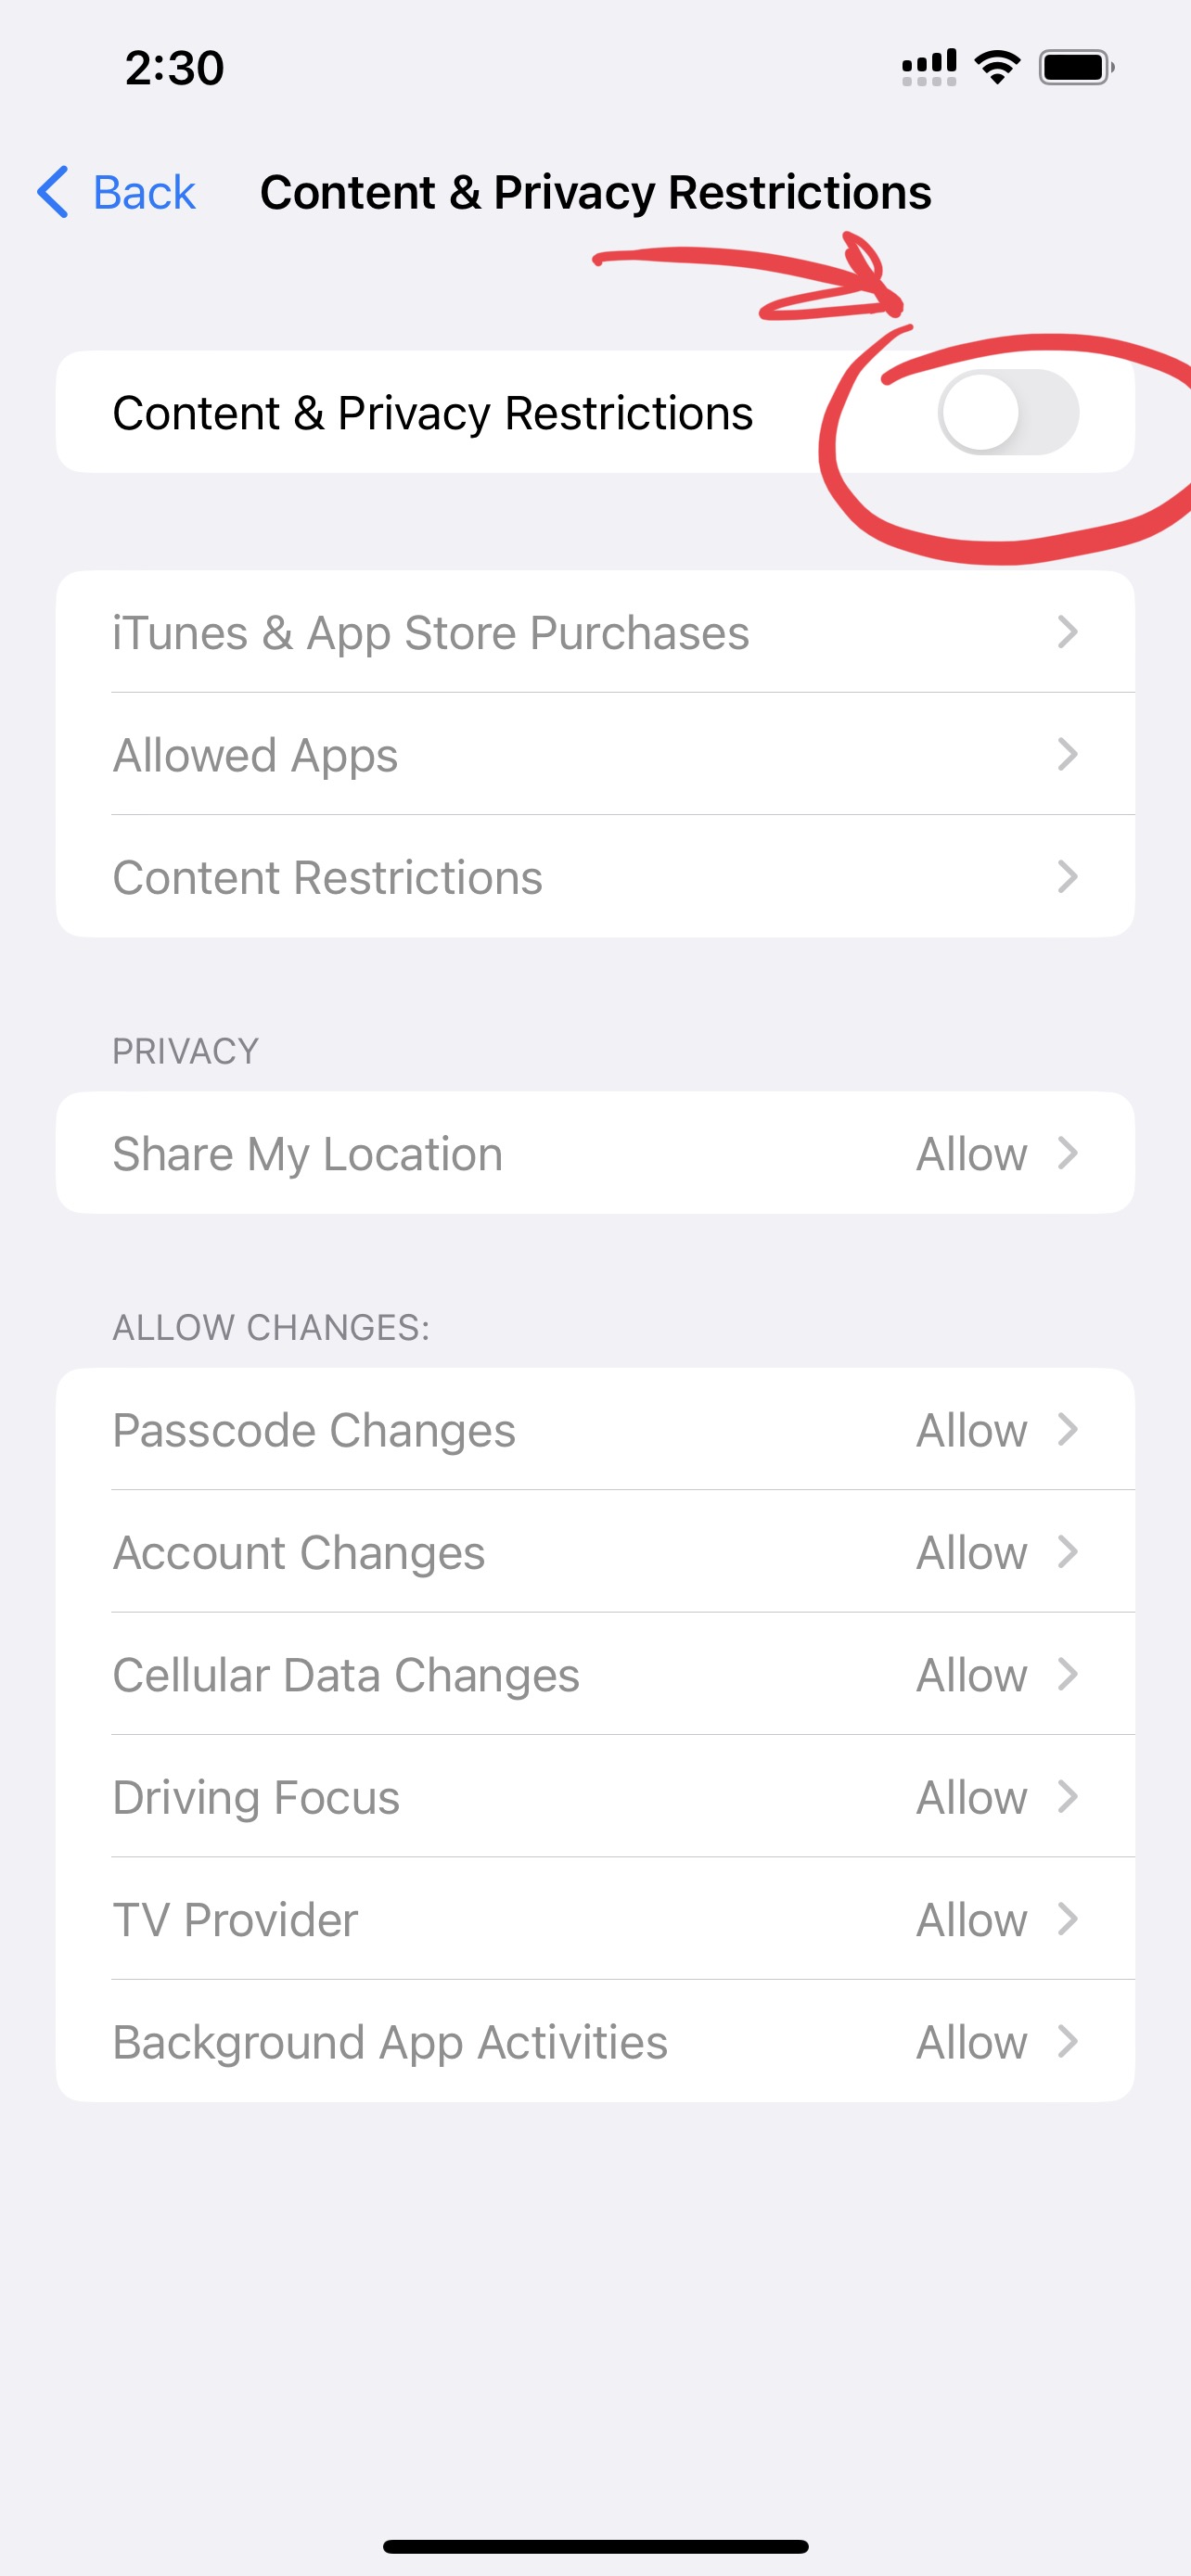 2:30
Back Content & Privacy Restrictions
Content & Privacy Restrictions
iTunes & App Store Purchases
Allowed Apps
Content Restrictions
PRIVACY
Share My Location Allow
ALLOW CHANGES:
Passcode Changes Allow
Account Changes Allow
Cellular Data Changes Allow
Driving Focus Allow
TV Provider Allow
Background App Activities Allow